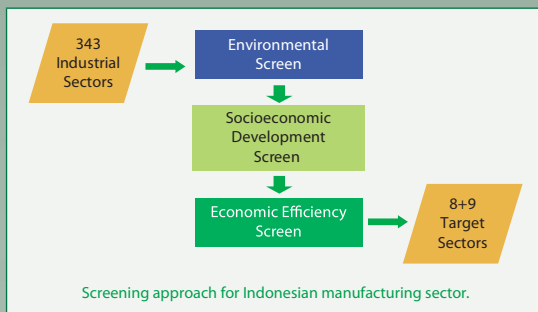 343
Industrial
Sectors
Environmental
Screen
Socioeconomic
Development
Screen
Economic Efficiency
Screen
8+9
Target
Sectors
Screening approach for Indonesian manufacturing sector.